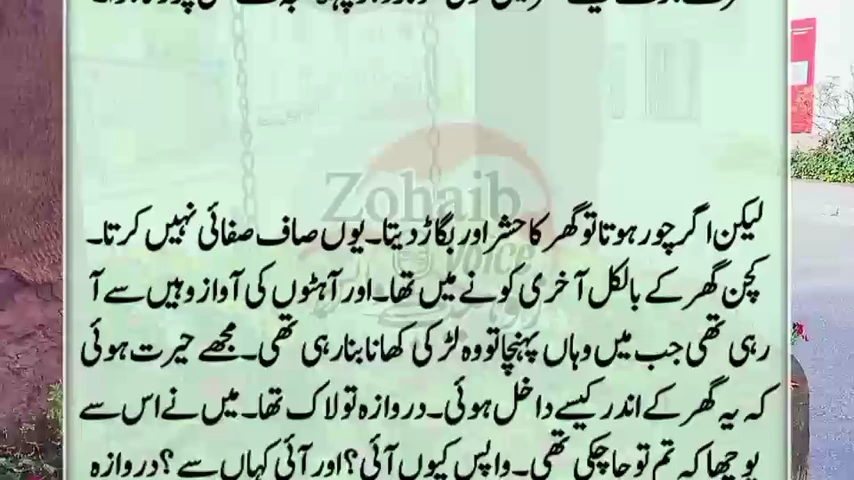 لیکن اگر چور ہوتا تو گھر کا حشر اور بگاڑ دیتا۔ یوں صاف صفائی نہیں کرتا۔
کچن گھر کے بالکل آخری کونے میں تھا۔ اور آہٹوں کی آواز وہیں سے آ
رہی تھی جب میں وہاں پہنچا تو وہ لڑکی کھانا بنا رہی تھی۔ مجھے حیرت ہوئی
کہ یہ گھر کے اندر کیسے داخل ہوئی۔ دروازہ تو لاک تھا۔ میں نے اس سے
پوچھا کہ تم تو جا چکی تھی۔ واپس کیوں آئی؟ اور آئی کہاں سے؟ دروازہ
Zohaib
Voice